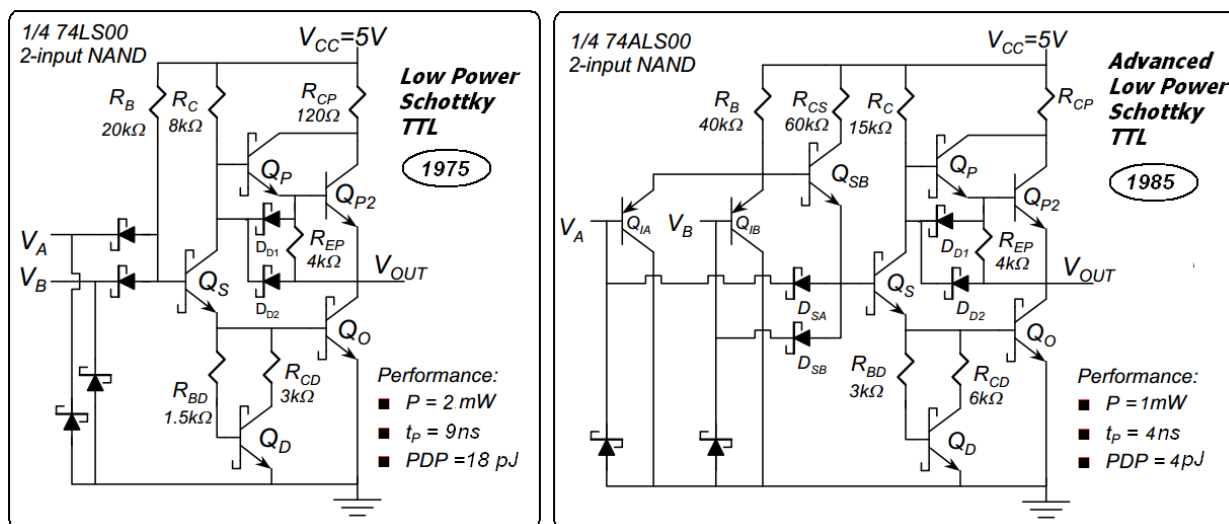 1/4 74LS00
2-input NAND
V_CC=5V
Low Power
Schottky
TTL
1975
R_B
20kΩ
R_C
8kΩ
R_CP
120Ω
Q_P
Q_P2
D_D1
R_EP
4kΩ
V_A
V_B
Q_S
D_D2
V_OUT
Q_O
R_BD
1.5kΩ
R_CD
3kΩ
Q_D
Performance:
■ P = 2 mW
■ t_P = 9ns
■ PDP =18 pJ
1/4 74ALS00
2-input NAND
V_CC=5V
Advanced
Low Power
Schottky
TTL
1985
R_B
40kΩ
R_CS
60kΩ
R_C
15kΩ
R_CP
Q_P
Q_SB
Q_P2
V_A
Q_IA
V_B
Q_IB
D_D1
R_EP
4kΩ
V_OUT
Q_S
D_SA
D_D2
Q_O
D_SB
R_BD
3kΩ
R_CD
6kΩ
Q_D
Performance:
■ P = 1mW
■ t_P = 4ns
■ PDP = 4pJ